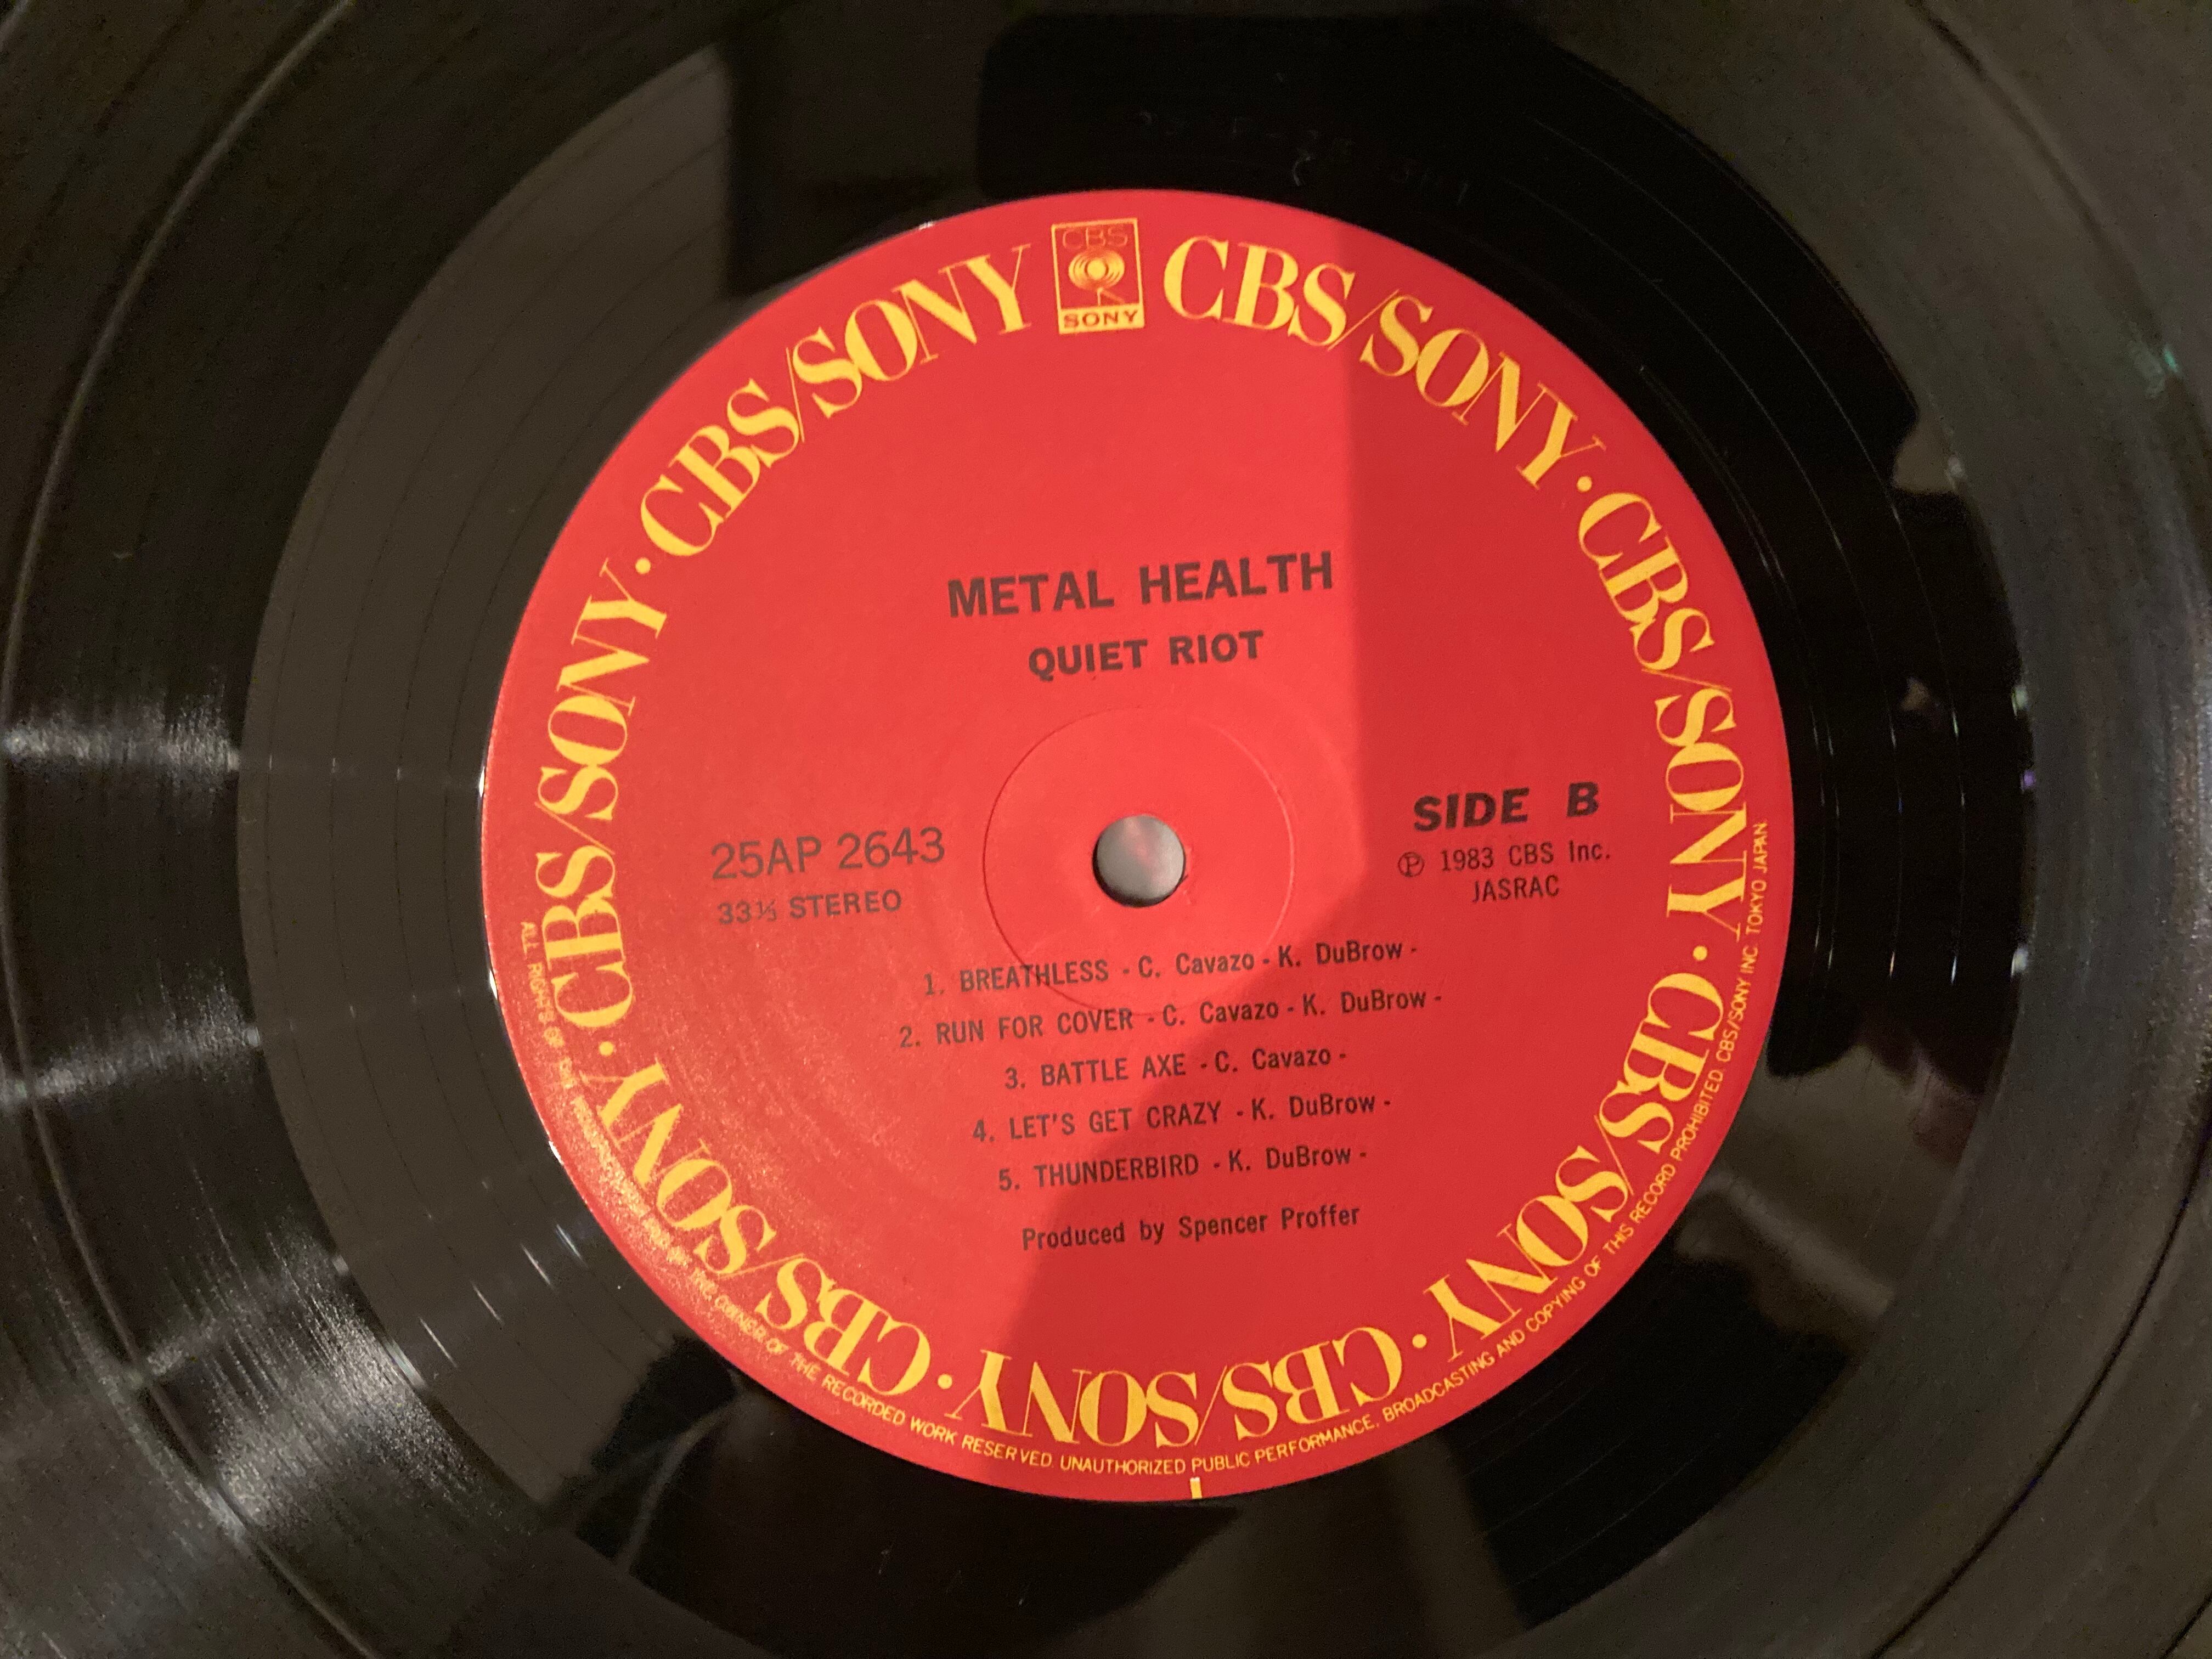 CBS
SONY
CBS/SONY · CBS/SONY · CBS/SONY · CBS/SONY · CBS/SONY · CBS/SONY · CBS/SONY · CBS/SONY
METAL HEALTH
QUIET RIOT
25AP 2643
33⅓ STEREO
SIDE B
Ⓟ 1983 CBS Inc.
JASRAC
1. BREATHLESS - C. Cavazo - K. DuBrow -
2. RUN FOR COVER - C. Cavazo - K. DuBrow -
3. BATTLE AXE - C. Cavazo -
4. LET'S GET CRAZY - K. DuBrow -
5. THUNDERBIRD - K. DuBrow -
Produced by Spencer Proffer
ALL RIGHTS OF THE OWNER OF THE RECORDED WORK RESERVED. UNAUTHORIZED PUBLIC PERFORMANCE, BROADCASTING AND COPYING OF THIS RECORD PROHIBITED. CBS/SONY INC. TOKYO JAPAN